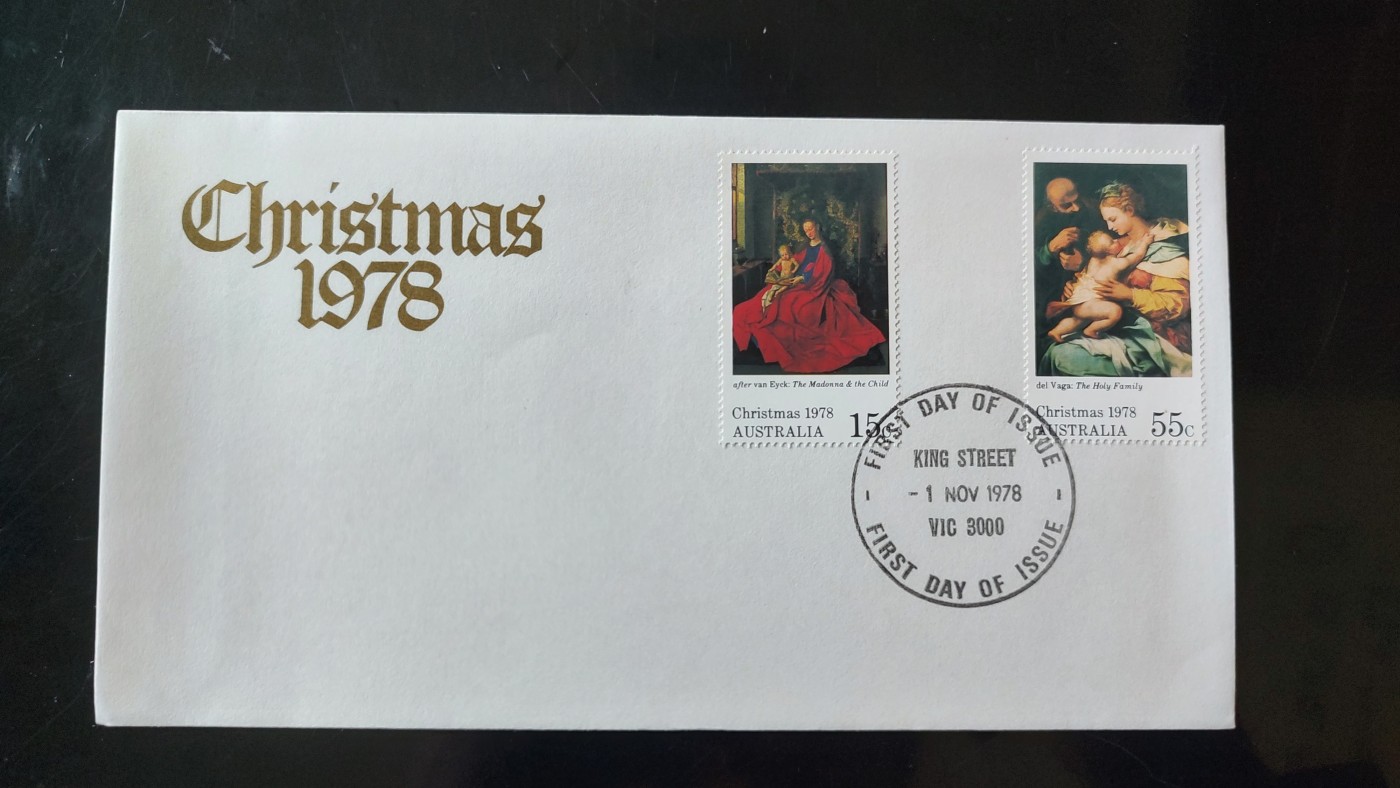 Christmas
1978
after van Eyck: The Madonna & the Child
Christmas 1978
AUSTRALIA 15c
del Vaga: The Holy Family
Christmas 1978
AUSTRALIA 55c
FIRST DAY OF ISSUE
KING STREET
- 1 NOV 1978
VIC 3000
FIRST DAY OF ISSUE